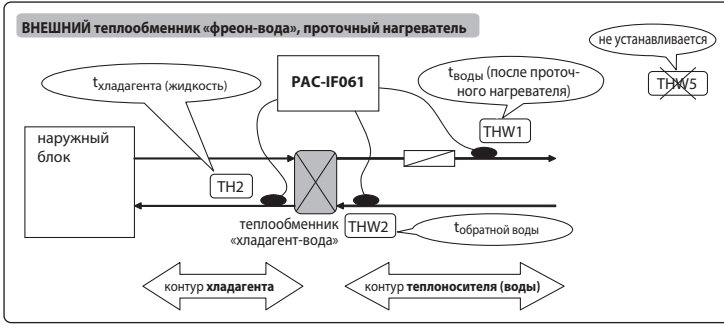 ВНЕШНИЙ теплообменник «фреон-вода», проточный нагреватель
не устанавливается
THW5
tхладагента (жидкость)
PAC-IF061
tводы (после проточ-
ного нагревателя)
THW1
наружный
блок
TH2
теплообменник
«хладагент-вода»
THW2
tобратной воды
контур хладагента
контур теплоносителя (воды)